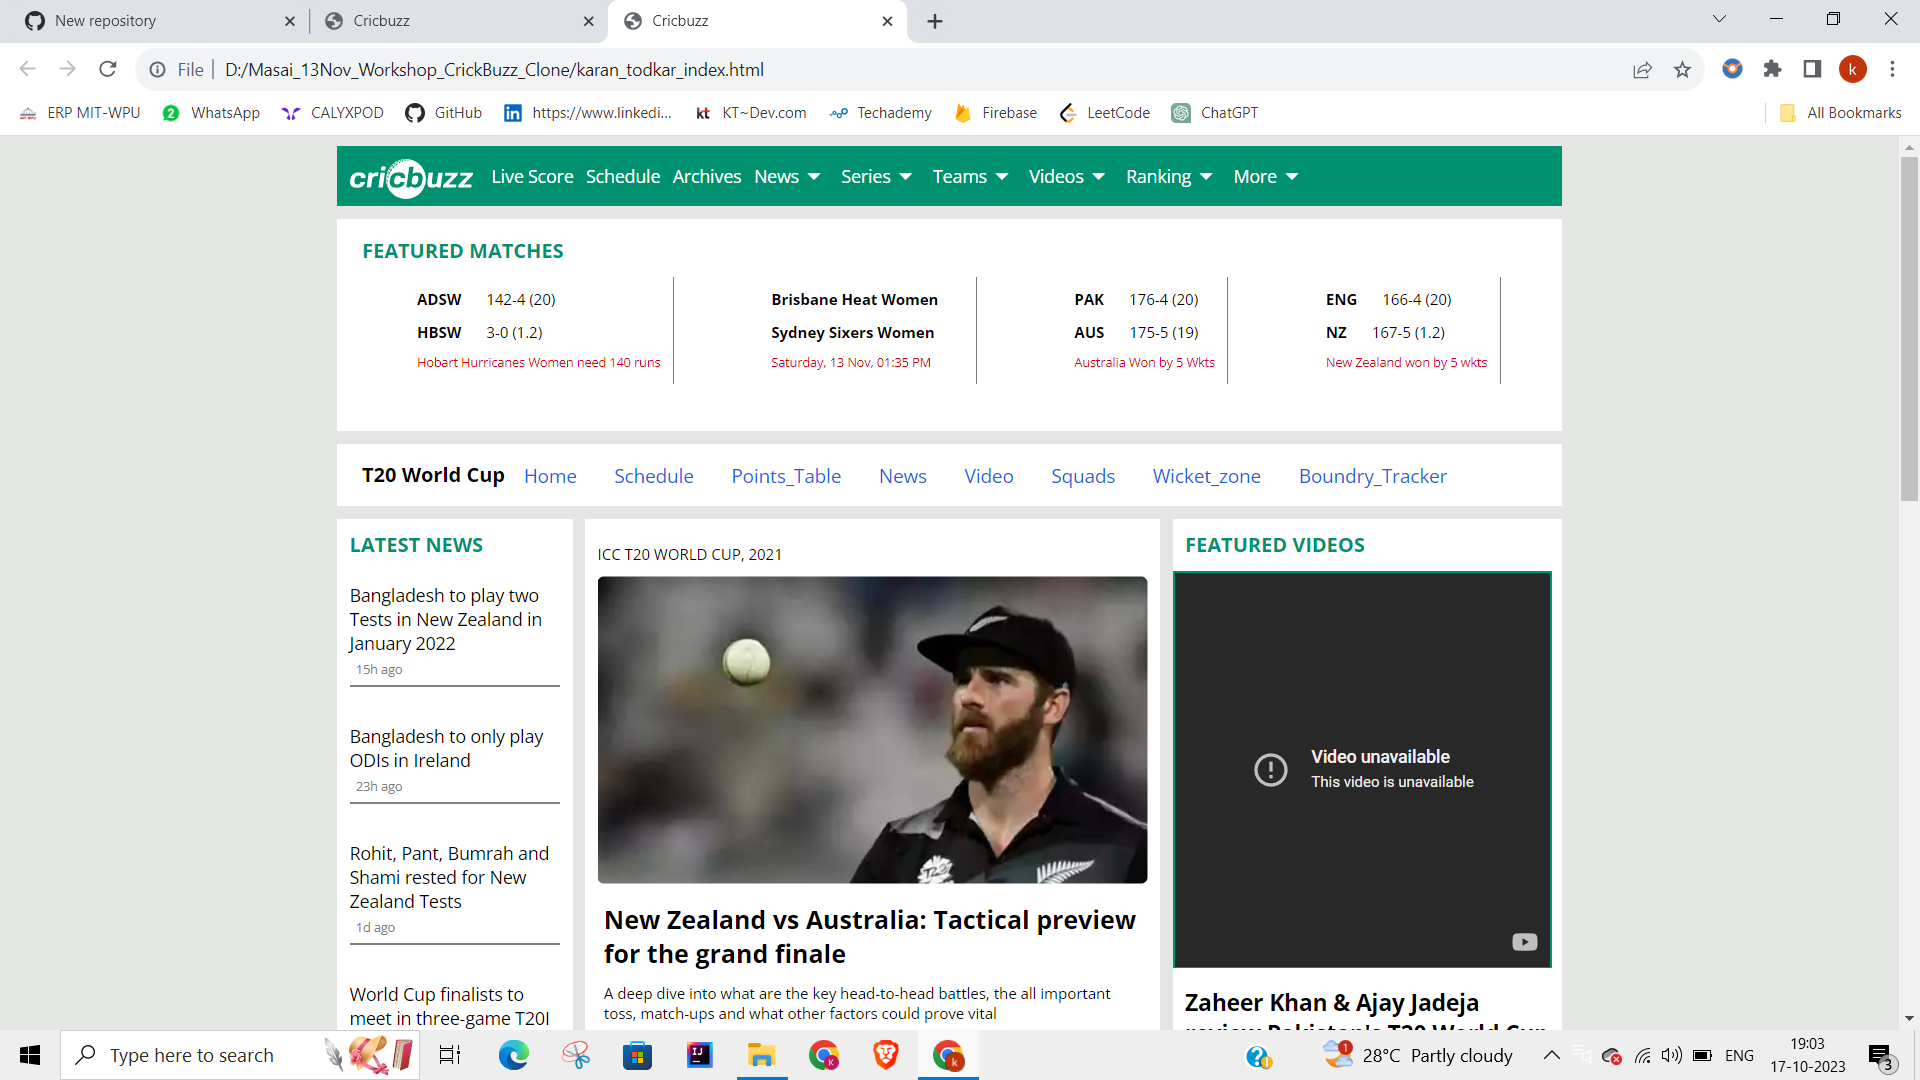 New repository
Cricbuzz
Cricbuzz
File
D:/Masai_13Nov_Workshop_CrickBuzz_Clone/karan_todkar_index.html
k
ERP MIT-WPU
2
WhatsApp
CALYXPOD
GitHub
https://www.linkedi...
kt
KT~Dev.com
Techademy
Firebase
LeetCode
ChatGPT
All Bookmarks
cricbuzz
Live Score
Schedule
Archives
News
Series
Teams
Videos
Ranking
More
FEATURED MATCHES
ADSW 142-4 (20)
HBSW 3-0 (1.2)
Hobart Hurricanes Women need 140 runs
Brisbane Heat Women
Sydney Sixers Women
Saturday, 13 Nov, 01:35 PM
PAK 176-4 (20)
AUS 175-5 (19)
Australia Won by 5 Wkts
ENG 166-4 (20)
NZ 167-5 (1.2)
New Zealand won by 5 wkts
T20 World Cup
Home
Schedule
Points_Table
News
Video
Squads
Wicket_zone
Boundry_Tracker
LATEST NEWS
Bangladesh to play two
Tests in New Zealand in
January 2022
15h ago
Bangladesh to only play
ODIs in Ireland
23h ago
Rohit, Pant, Bumrah and
Shami rested for New
Zealand Tests
1d ago
World Cup finalists to
meet in three-game T20I
ICC T20 WORLD CUP, 2021
New Zealand vs Australia: Tactical preview
for the grand finale
A deep dive into what are the key head-to-head battles, the all important
toss, match-ups and what other factors could prove vital
FEATURED VIDEOS
Video unavailable
This video is unavailable
Zaheer Khan & Ajay Jadeja
review Pakistan's T20 World Cup
Type here to search
1
28°C Partly cloudy
ENG
19:03
17-10-2023
3